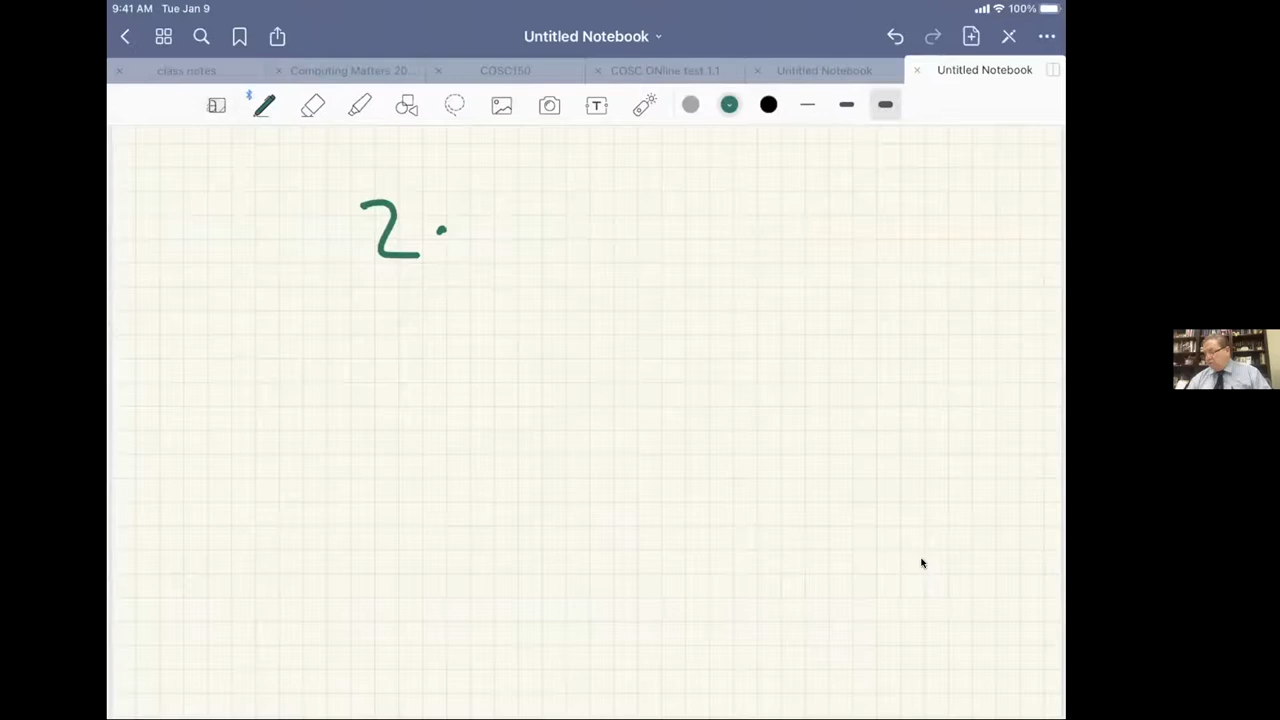 9:41 AM Tue Jan 9 100%
Untitled Notebook
class notes Computing Matters 20... COSC150 COSC ONline test 1.1 Untitled Notebook Untitled Notebook
T
2 ·